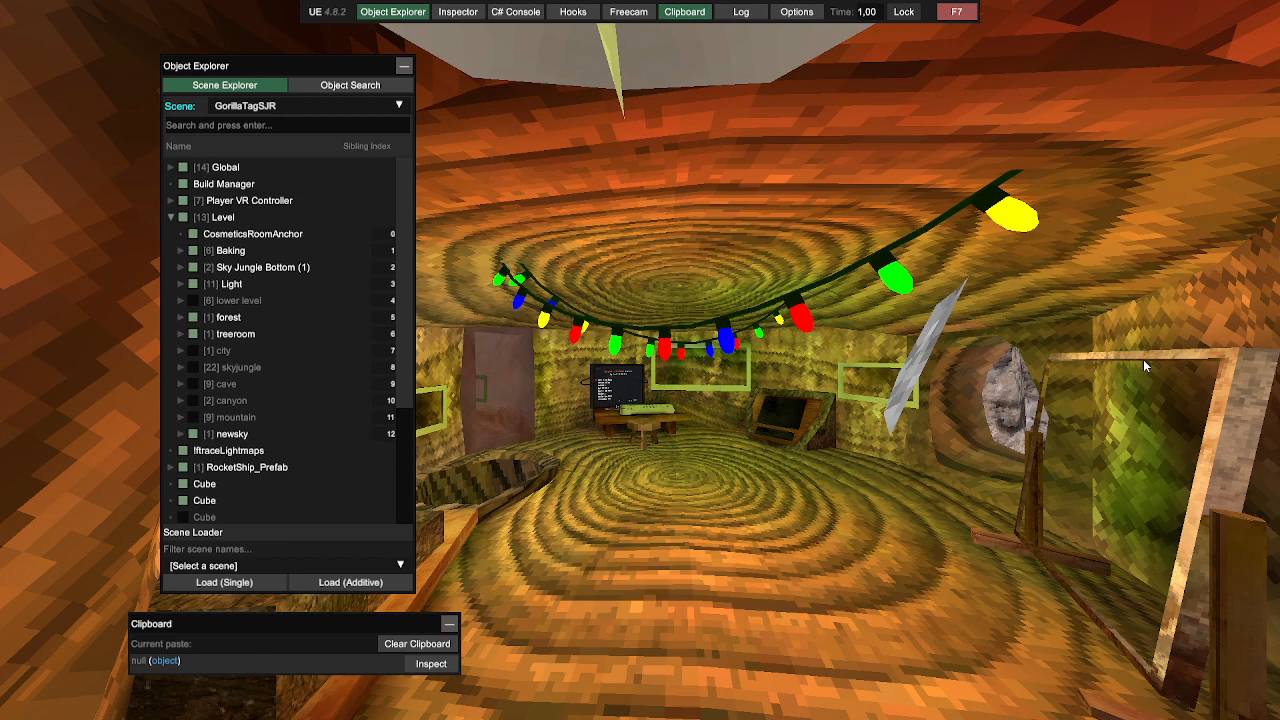 UE 4.8.2 Object Explorer Inspector C# Console Hooks Freecam Clipboard Log Options Time: 1,00 Lock F7
Object Explorer —
Scene Explorer Object Search
Scene: GorillaTagSJR ▼
Search and press enter...
Name Sibling Index
[14] Global
Build Manager
[7] Player VR Controller
[13] Level
CosmeticsRoomAnchor 0
[6] Baking 1
[2] Sky Jungle Bottom (1) 2
[11] Light 3
[6] lower level 4
[1] forest 5
[1] treeroom 6
[1] city 7
[22] skyjungle 8
[9] cave 9
[2] canyon 10
[9] mountain 11
[1] newsky 12
!ftraceLightmaps
[1] RocketShip_Prefab
Cube
Cube
Cube
Scene Loader
Filter scene names...
[Select a scene] ▼
Load (Single) Load (Additive)
Clipboard —
Current paste: Clear Clipboard
null (object) Inspect